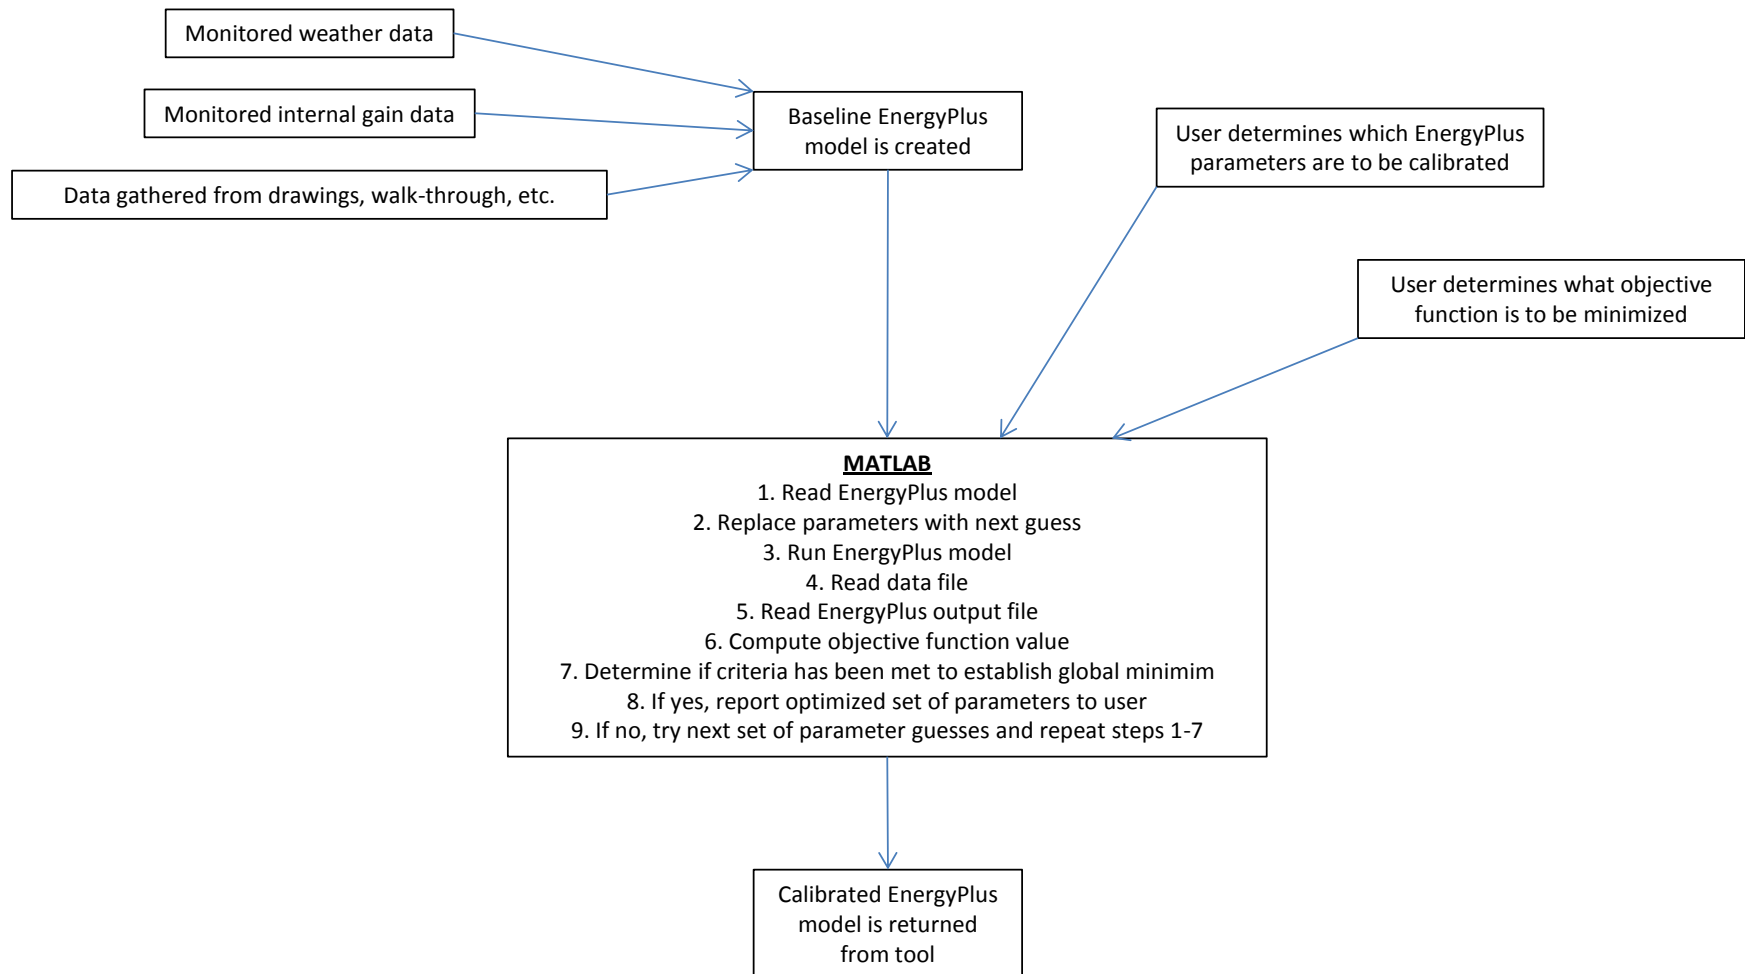 Monitored weather data
Monitored internal gain data
Data gathered from drawings, walk-through, etc.
Baseline EnergyPlus
model is created
User determines which EnergyPlus
parameters are to be calibrated
User determines what objective
function is to be minimized
MATLAB
1. Read EnergyPlus model
2. Replace parameters with next guess
3. Run EnergyPlus model
4. Read data file
5. Read EnergyPlus output file
6. Compute objective function value
7. Determine if criteria has been met to establish global minimim
8. If yes, report optimized set of parameters to user
9. If no, try next set of parameter guesses and repeat steps 1-7
Calibrated EnergyPlus
model is returned
from tool